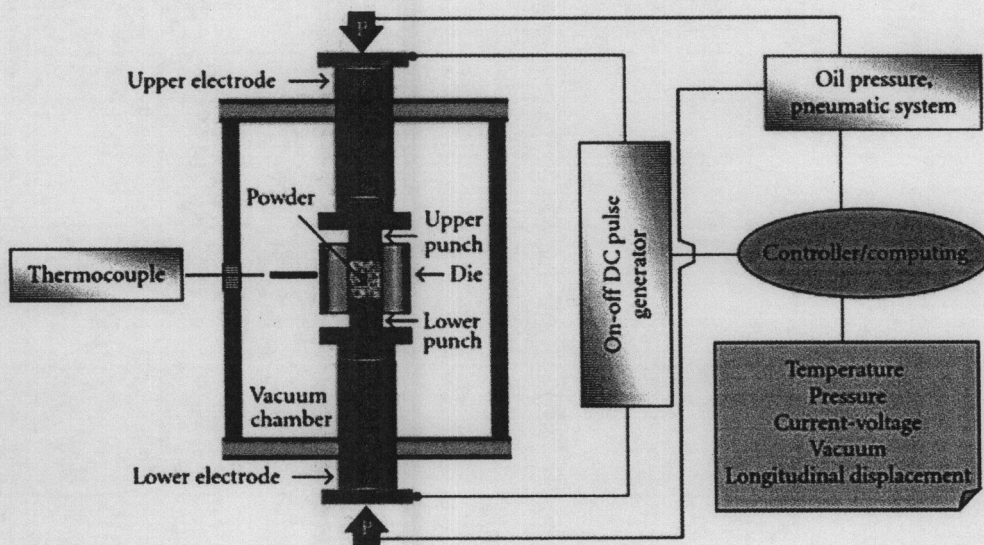 P
Upper electrode
Oil pressure,
pneumatic system
Powder
Upper
punch
Thermocouple
Die
On-off DC pulse
generator
Controller/computing
Lower
punch
Vacuum
chamber
Temperature
Pressure
Current-voltage
Vacuum
Longitudinal displacement
Lower electrode
P